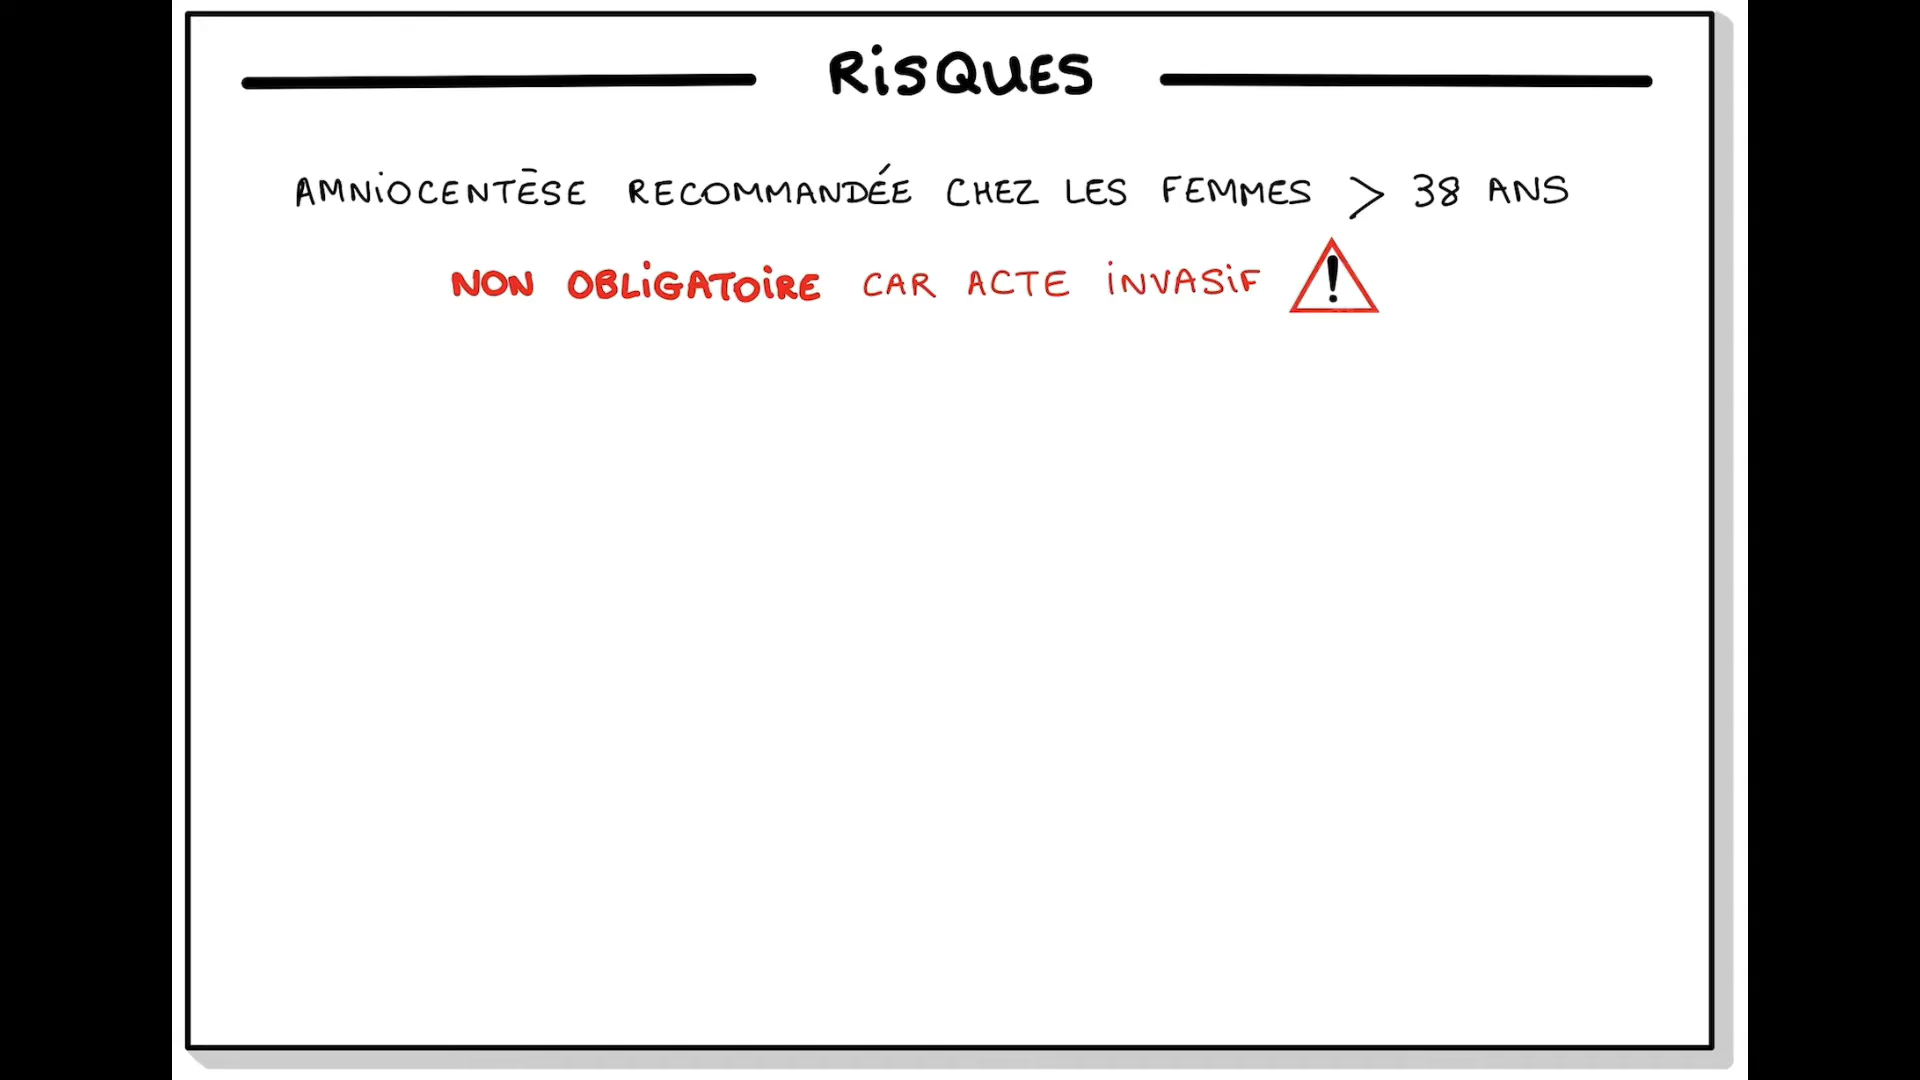 RiSQUES
AMNiOCENTÈSE RECOMMANDÉE CHEZ LES FEMMES > 38 ANS
NON OBLiGATOiRE CAR ACTE iNVASiF !